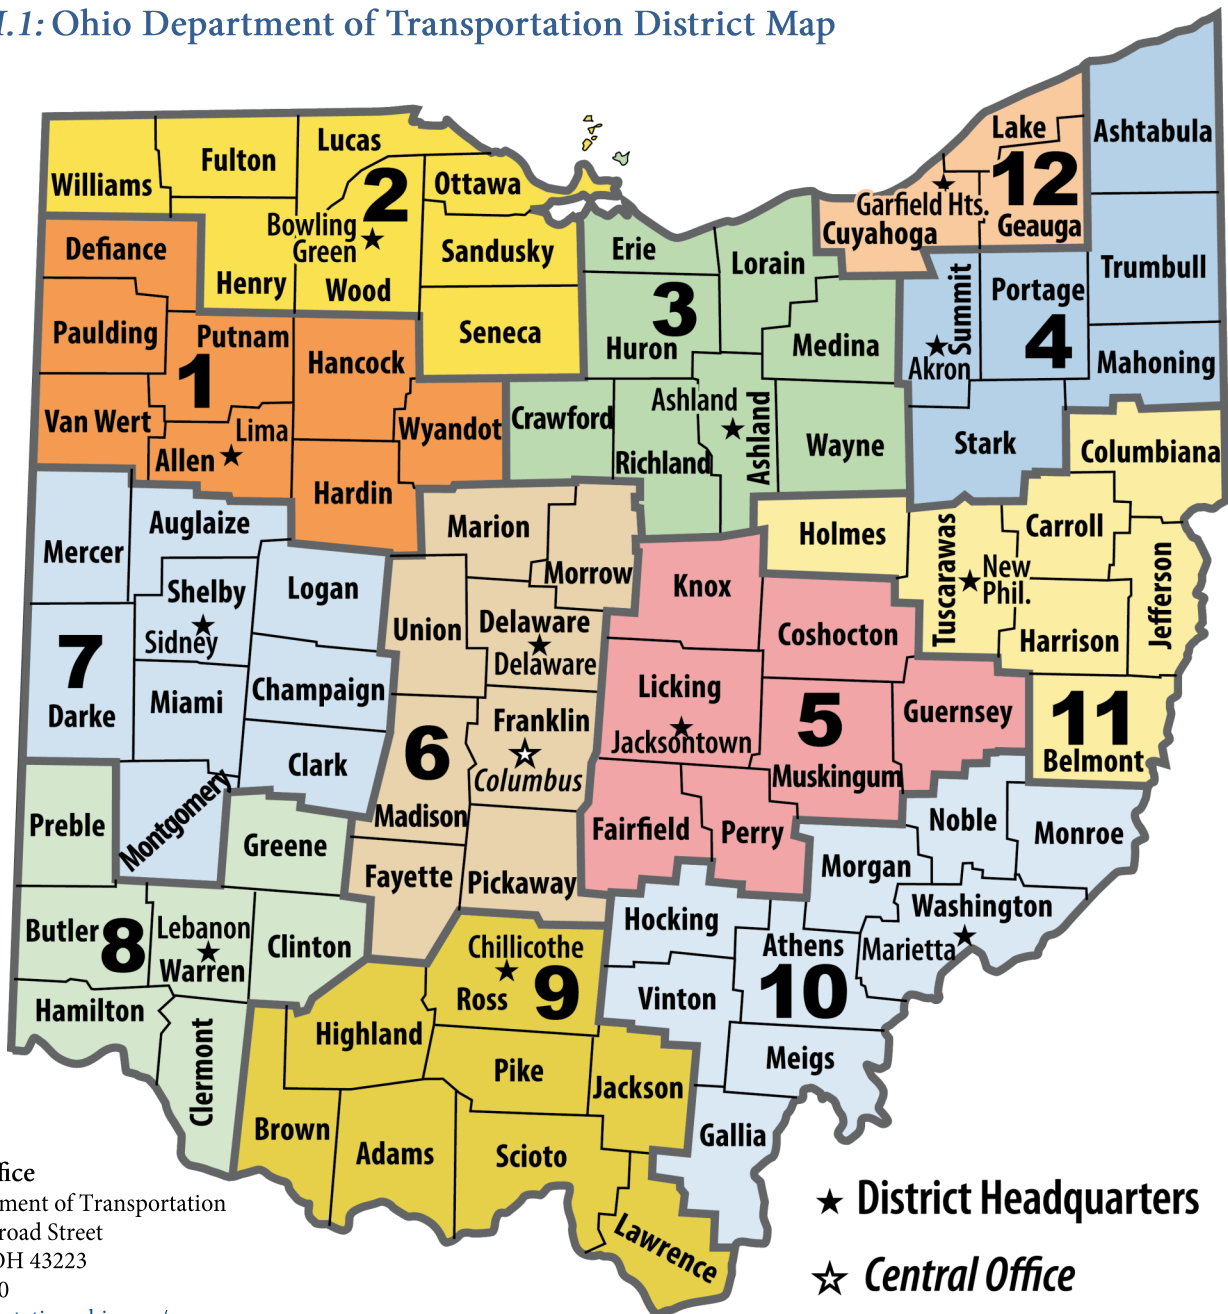 I.1: Ohio Department of Transportation District Map
Lake
Ashtabula
Lucas
Fulton
Williams
2
Ottawa
12
Garfield Hts.
Geauga
Cuyahoga
Bowling
Green
Defiance
Sandusky
Erie
Lorain
Henry
Wood
Summit
Portage
Trumbull
3
Paulding
Putnam
Seneca
Huron
Medina
4
Akron
Mahoning
Hancock
1
Van Wert
Lima
Allen
Wyandot
Crawford
Ashland
Ashland
Richland
Wayne
Stark
Columbiana
Hardin
Marion
Holmes
Tuscarawas
Carroll
Auglaize
Mercer
Morrow
Knox
New
Phil.
Jefferson
Shelby
Logan
Sidney
Union
Delaware
Delaware
Coshocton
Harrison
7
Darke
Miami
Champaign
Licking
Jacksontown
5
Guernsey
11
Belmont
6
Franklin
Columbus
Clark
Muskingum
Preble
Montgomery
Greene
Madison
Fairfield
Perry
Noble
Monroe
Morgan
Fayette
Pickaway
Butler
8
Lebanon
Warren
Clinton
Hocking
Washington
Marietta
Chillicothe
Ross
9
Athens
10
Vinton
Hamilton
Clermont
Highland
Pike
Jackson
Meigs
Brown
Adams
Scioto
Gallia
Lawrence
fice
ment of Transportation
road Street
OH 43223
0
District Headquarters
Central Office